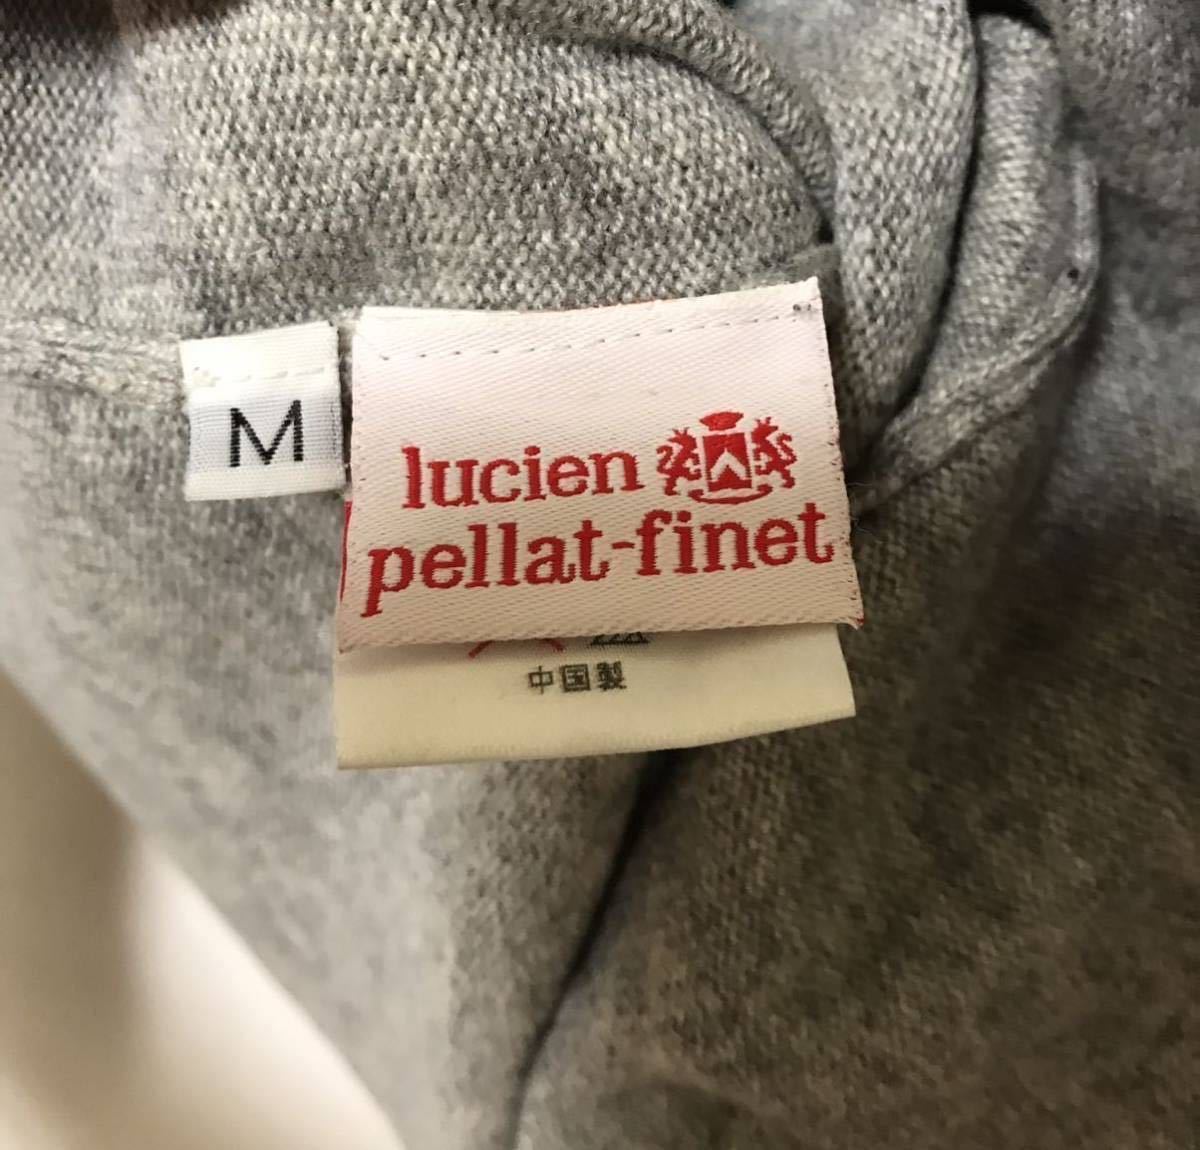 M
lucien
pellat-finet
中国製